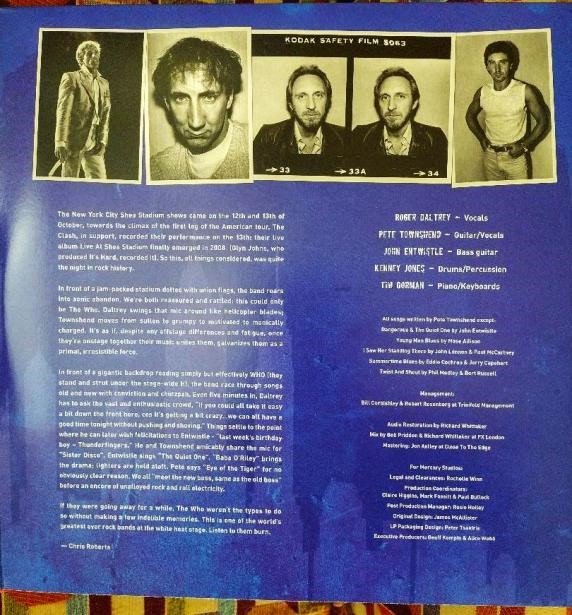 KODAK SAFETY FILM 5063
→33
→33A
→34
The New York City Shea Stadium shows came on the 12th and 13th of
October, towards the climax of the first leg of the American tour. The
Clash, in support, recorded their performance on the 13th: their live
album Live At Shea Stadium finally emerged in 2008. (Glyn Johns, who
produced It's Hard, recorded it). So this, all things considered, was quite
the night in rock history.
In front of a jam-packed stadium dotted with union flags, the band roars
into sonic abandon. We're both reassured and rattled: this could only
be The Who. Daltrey swings that mic around like helicopter blades;
Townshend moves from sullen to grumpy to motivated to manically
charged. It's as if, despite any offstage differences and fatigue, once
they're onstage together their music unites them, galvanises them as a
primal, irresistible force.
In front of a gigantic backdrop reading simply but effectively WHO (they
stand and strut under the stage-wide H), the band race through songs
old and new with conviction and chutzpah. Even five minutes in, Daltrey
has to ask the vast and enthusiastic crowd, "If you could all take it easy
a bit down the front here, cos it's getting a bit crazy...we can all have a
good time tonight without pushing and shoving." Things settle to the point
where he can later wish felicitations to Entwistle - "last week's birthday
boy - Thunderfingers." He and Townshend amicably share the mic for
"Sister Disco". Entwistle sings "The Quiet One". "Baba O'Riley" brings
the drama; lighters are held aloft. Pete says "Eye of the Tiger" for no
obviously clear reason. We all "meet the new boss, same as the old boss"
before an encore of unalloyed rock and roll electricity.
If they were going away for a while, The Who weren't the types to do
so without making a few indelible memories. This is one of the world's
greatest ever rock bands at the white heat stage. Listen to them burn.
— Chris Roberts
ROGER DALTREY – Vocals
PETE TOWNSHEND – Guitar/Vocals
JOHN ENTWISTLE – Bass guitar
KENNEY JONES – Drums/Percussion
TIM GORMAN – Piano/Keyboards
All songs written by Pete Townshend except:
Dangerous & The Quiet One by John Entwistle
Young Man Blues by Mose Allison
I Saw Her Standing There by John Lennon & Paul McCartney
Summertime Blues by Eddie Cochran & Jerry Capehart
Twist And Shout by Phil Medley & Bert Russell
Management:
Bill Curbishley & Robert Rosenberg at Trinifold Management
Audio Restoration by Richard Whittaker
Mix by Bob Pridden & Richard Whittaker at FX London
Mastering: Jon Astley at Close To The Edge
For Mercury Studios:
Legal and Clearances: Rochelle Winn
Production Coordinators:
Claire Higgins, Mark Fossitt & Paul Bullock
Post Production Manager: Rosie Holley
Original Design: James McAllister
LP Packaging Design: Peter Tsakiris
Executive Producers: Geoff Kempin & Alice Webb